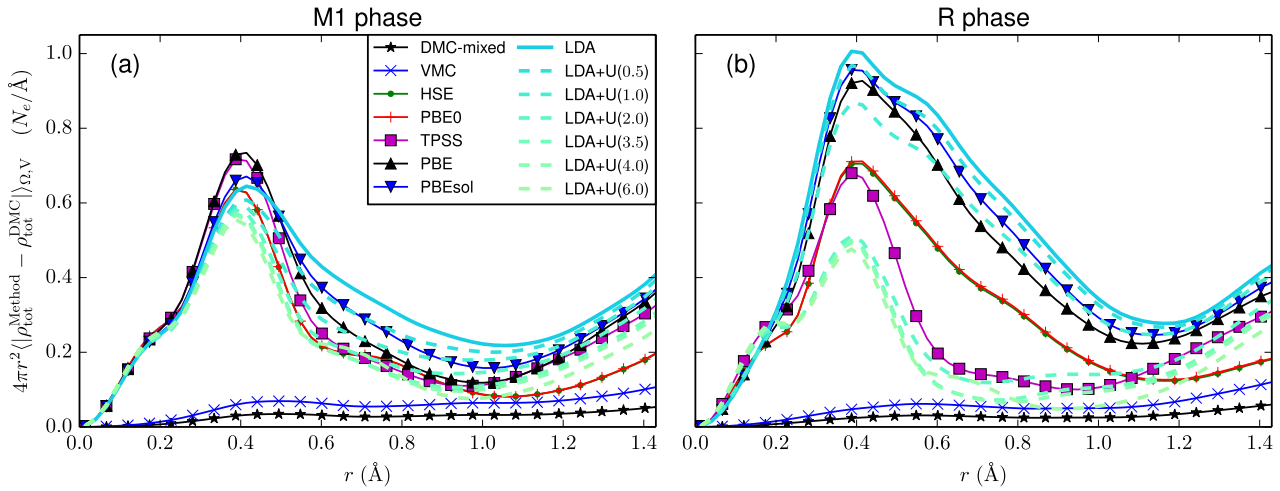 M1 phase
R phase
(a)
(b)
DMC-mixed
VMC
HSE
PBE0
TPSS
PBE
PBEsol
LDA
LDA+U(0.5)
LDA+U(1.0)
LDA+U(2.0)
LDA+U(3.5)
LDA+U(4.0)
LDA+U(6.0)
4πr²⟨|ρ_tot^Method − ρ_tot^DMC|⟩_Ω,V (N_e/Å)
1.0
0.8
0.6
0.4
0.2
0.0
0.0 0.2 0.4 0.6 0.8 1.0 1.2 1.4
r (Å)
0.0 0.2 0.4 0.6 0.8 1.0 1.2 1.4
r (Å)